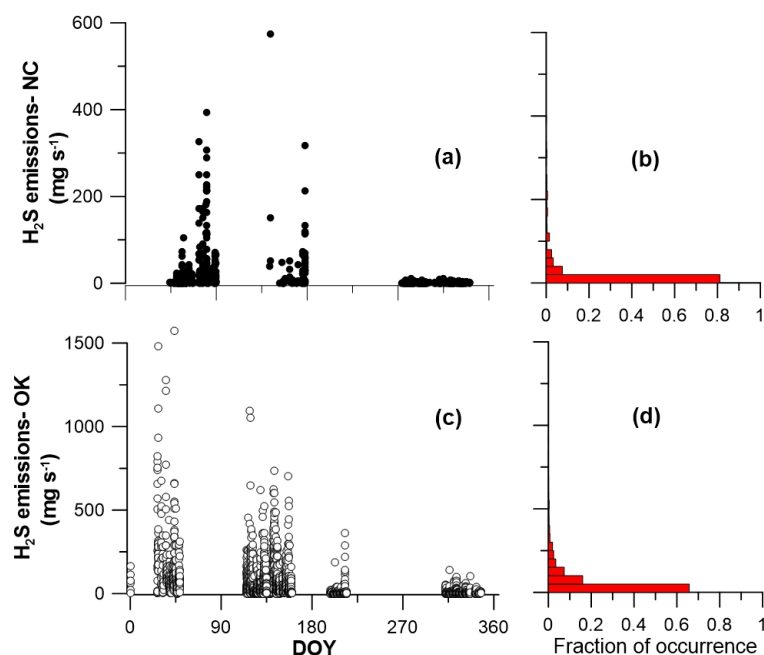 600
400
200
0
H₂S emissions- NC
(mg s⁻¹)
(a)
(b)
0 0.2 0.4 0.6 0.8 1
1500
1000
500
0
H₂S emissions- OK
(mg s⁻¹)
(c)
(d)
0 90 180 270 360
DOY
0 0.2 0.4 0.6 0.8 1
Fraction of occurrence